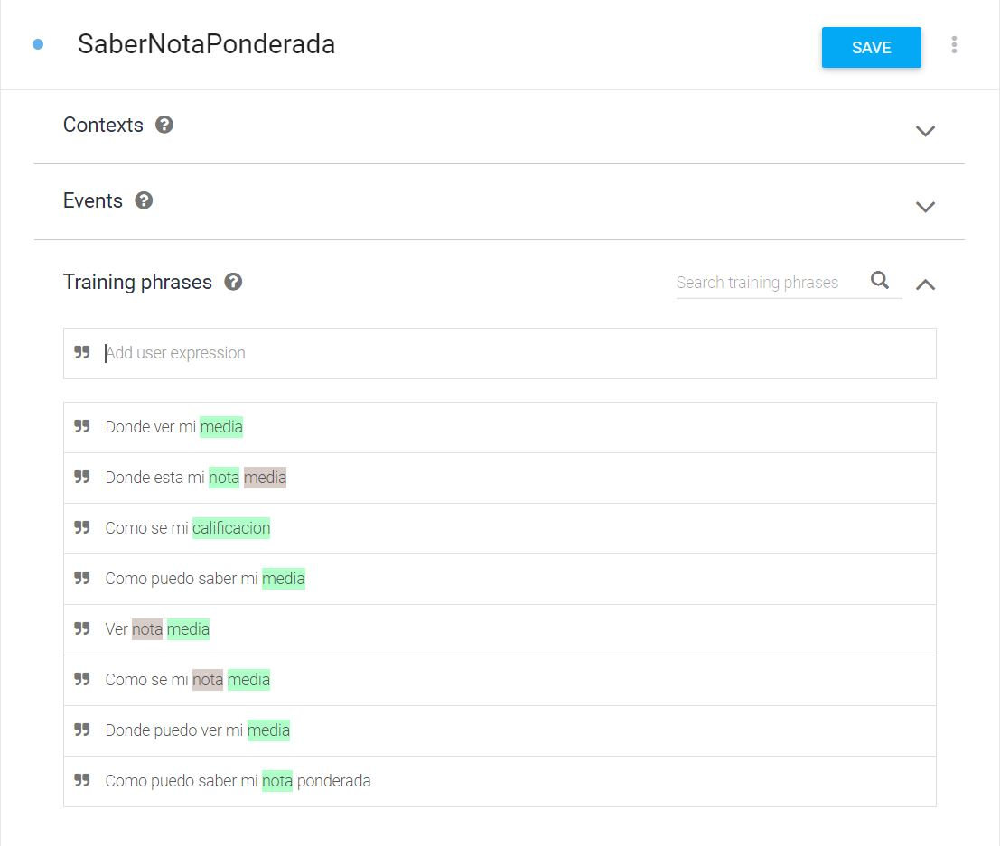 SaberNotaPonderada
SAVE
Contexts ?
Events ?
Training phrases ?
Search training phrases
Add user expression
Donde ver mi media
Donde esta mi nota media
Como se mi calificacion
Como puedo saber mi media
Ver nota media
Como se mi nota media
Donde puedo ver mi media
Como puedo saber mi nota ponderada